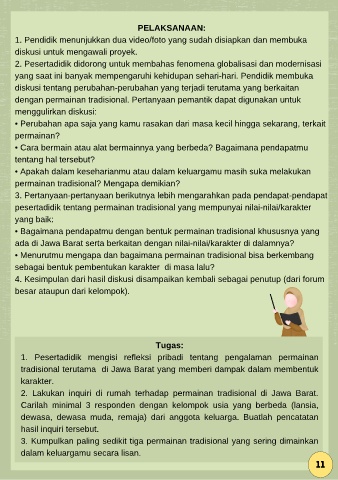 PELAKSANAAN:
1. Pendidik menunjukkan dua video/foto yang sudah disiapkan dan membuka
diskusi untuk mengawali proyek.
2. Pesertadidik didorong untuk membahas fenomena globalisasi dan modernisasi
yang saat ini banyak mempengaruhi kehidupan sehari-hari. Pendidik membuka
diskusi tentang perubahan-perubahan yang terjadi terutama yang berkaitan
dengan permainan tradisional. Pertanyaan pemantik dapat digunakan untuk
menggulirkan diskusi:
• Perubahan apa saja yang kamu rasakan dari masa kecil hingga sekarang, terkait
permainan?
• Cara bermain atau alat bermainnya yang berbeda? Bagaimana pendapatmu
tentang hal tersebut?
• Apakah dalam keseharianmu atau dalam keluargamu masih suka melakukan
permainan tradisional? Mengapa demikian?
3. Pertanyaan-pertanyaan berikutnya lebih mengarahkan pada pendapat-pendapat
pesertadidik tentang permainan tradisional yang mempunyai nilai-nilai/karakter
yang baik:
• Bagaimana pendapatmu dengan bentuk permainan tradisional khususnya yang
ada di Jawa Barat serta berkaitan dengan nilai-nilai/karakter di dalamnya?
• Menurutmu mengapa dan bagaimana permainan tradisional bisa berkembang
sebagai bentuk pembentukan karakter di masa lalu?
4. Kesimpulan dari hasil diskusi disampaikan kembali sebagai penutup (dari forum
besar ataupun dari kelompok).
Tugas:
1. Pesertadidik mengisi refleksi pribadi tentang pengalaman permainan
tradisional terutama di Jawa Barat yang memberi dampak dalam membentuk
karakter.
2. Lakukan inquiri di rumah terhadap permainan tradisional di Jawa Barat.
Carilah minimal 3 responden dengan kelompok usia yang berbeda (lansia,
dewasa, dewasa muda, remaja) dari anggota keluarga. Buatlah pencatatan
hasil inquiri tersebut.
3. Kumpulkan paling sedikit tiga permainan tradisional yang sering dimainkan
dalam keluargamu secara lisan.
11